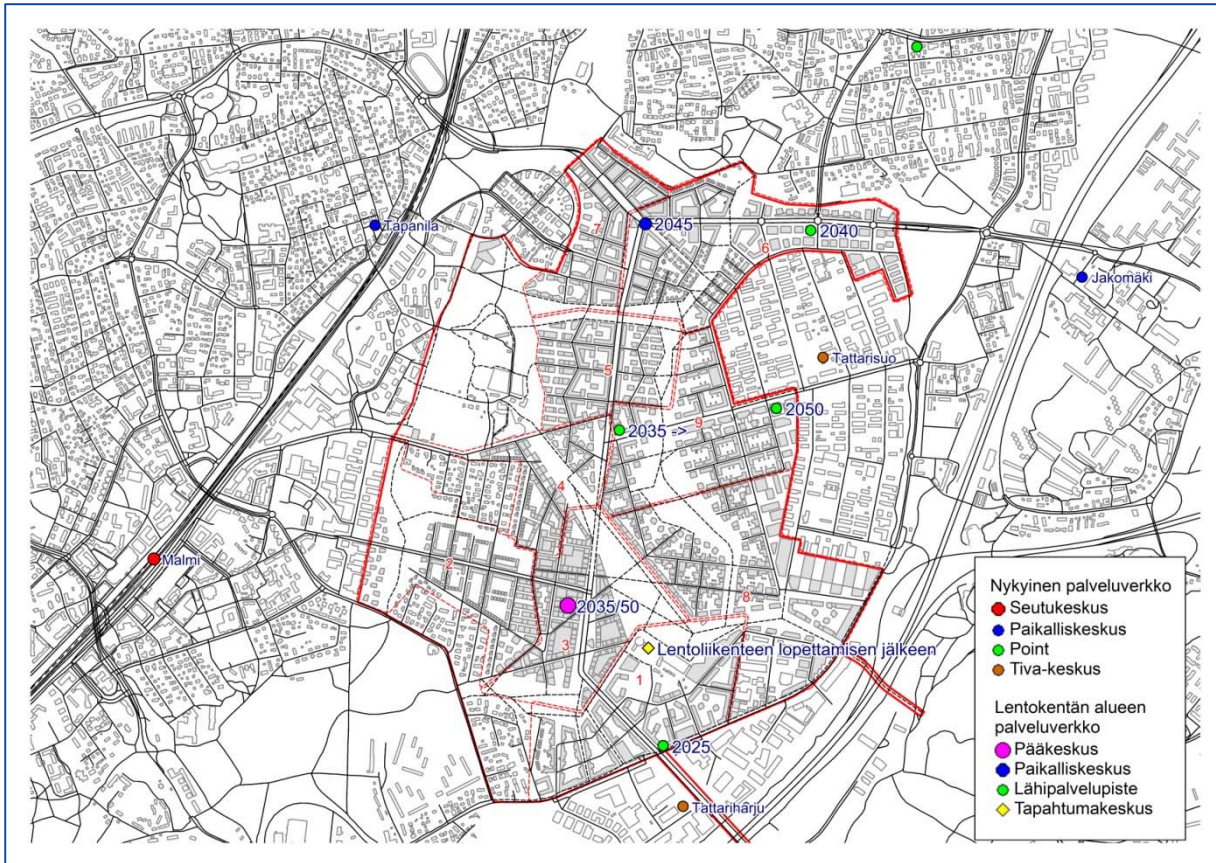 7
2045
2040
Tapanila
6
Jakomäki
Tattarisuo
5
2050
2035 ->
9
4
Malmi
2
2035/50
8
3
Lentoliikenteen lopettamisen jälkeen
1
2025
Tattariharju
Nykyinen palveluverkko
Seutukeskus
Paikalliskeskus
Point
Tiva-keskus
Lentokentän alueen
palveluverkko
Pääkeskus
Paikalliskeskus
Lähipalvelupiste
Tapahtumakeskus